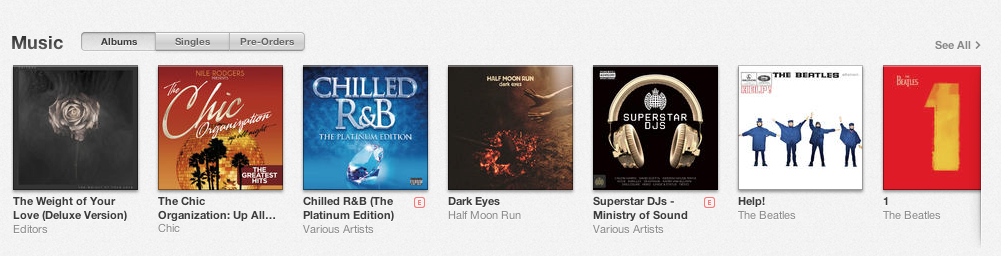 Music
Albums
Singles
Pre-Orders
See All
NILE RODGERS
PRESENTS
The
Chic
Organization
up all night
THE
GREATEST
HITS
CHILLED
R&B
THE PLATINUM EDITION
HALF MOON RUN
dark eyes
SUPERSTAR
DJS
THE BEATLES
HELP!
THE
BEATLES
1
The Weight of Your
Love (Deluxe Version)
Editors
The Chic
Organization: Up All...
Chic
Chilled R&B (The
Platinum Edition)
E
Various Artists
Dark Eyes
Half Moon Run
Superstar DJs -
Ministry of Sound
E
Various Artists
Help!
The Beatles
1
The Beatles